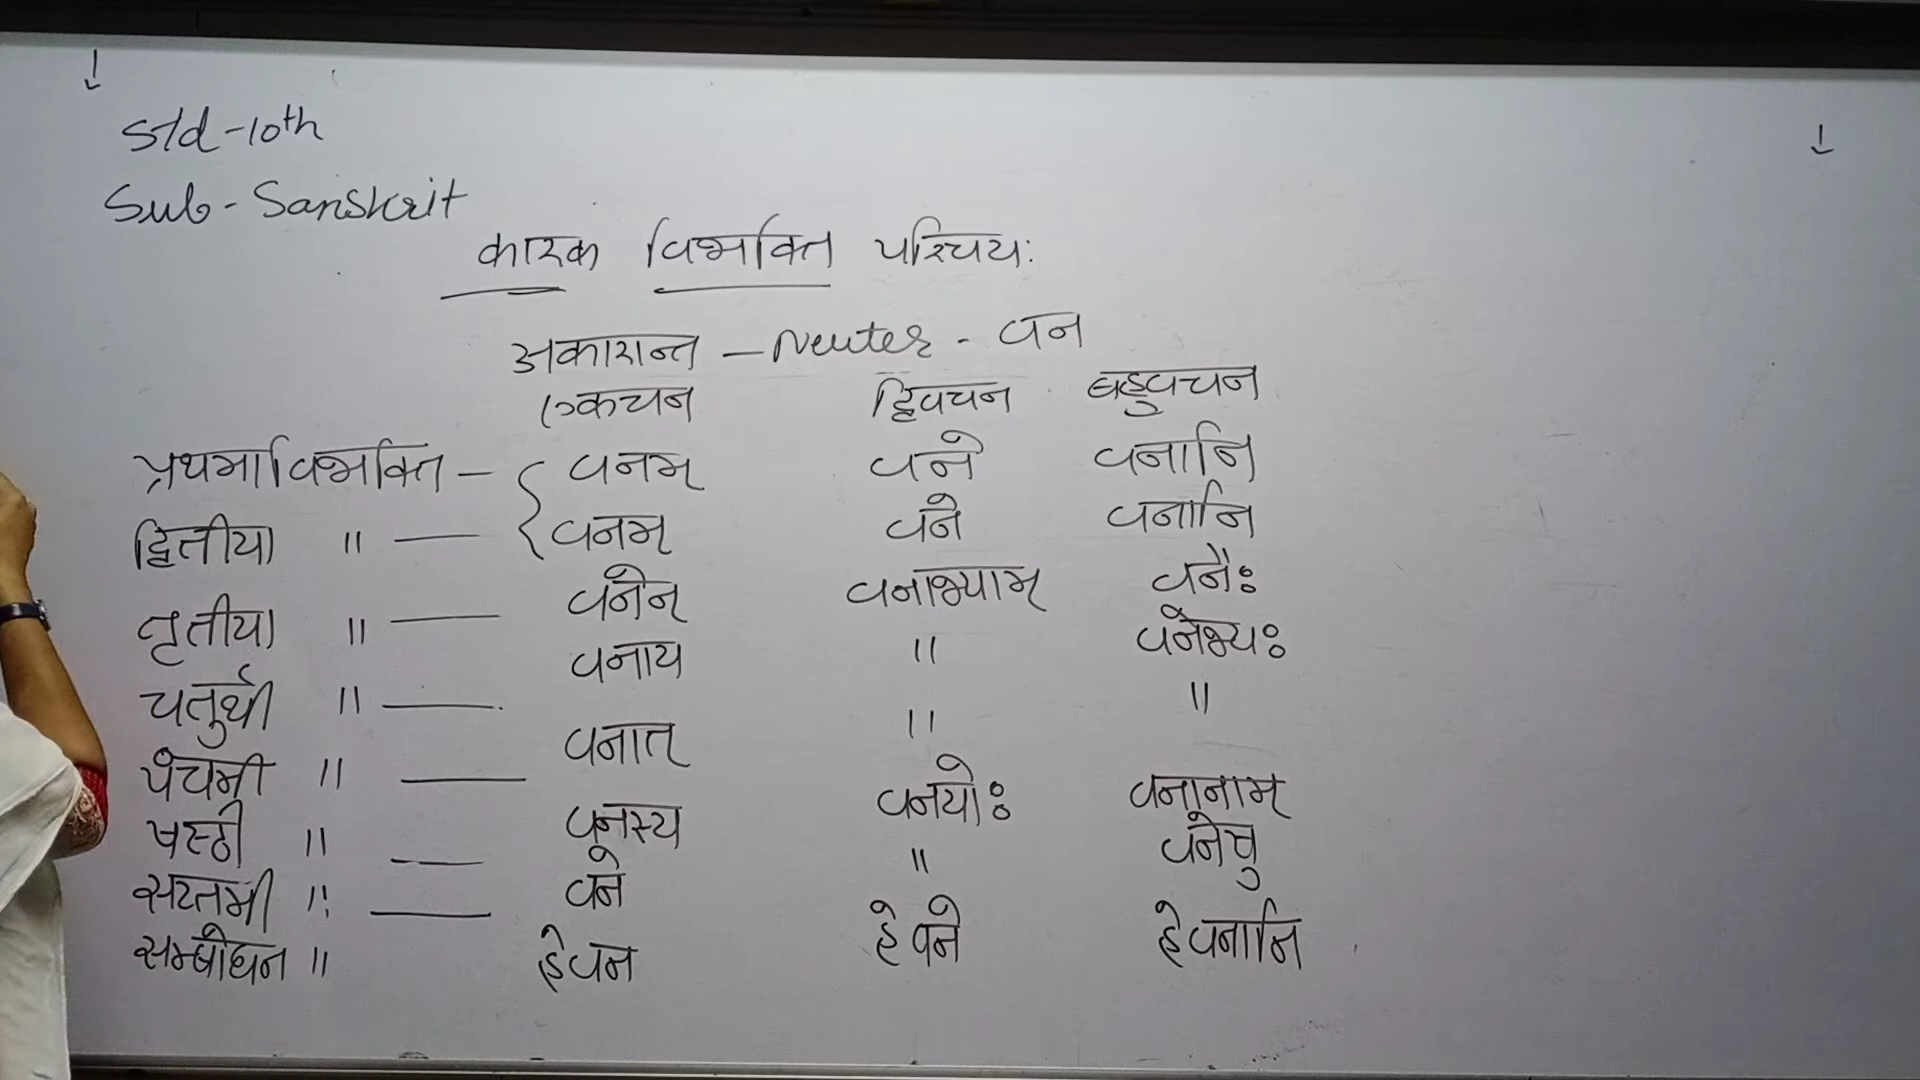 Std-10th
Sub-Sanskrit
कारक विभक्ति परिचय:
अकारान्त - Neuter - वन
एकचन द्विवचन बहुवचन
प्रथमा विभक्ति - { वनम् वने वनानि
द्वितीया " — वनम् वने वनानि
तृतीया " — वनेन् वनाभ्याम् वनैः
चतुर्थी " — वनाय " वनेभ्यः
पंचमी " — वनात् " "
षस्ठी " — वनस्य वनयोः वनानाम्
सप्तमी " — वने " वनेषु
सम्बोधन " हे वन हे वने हे वनानि